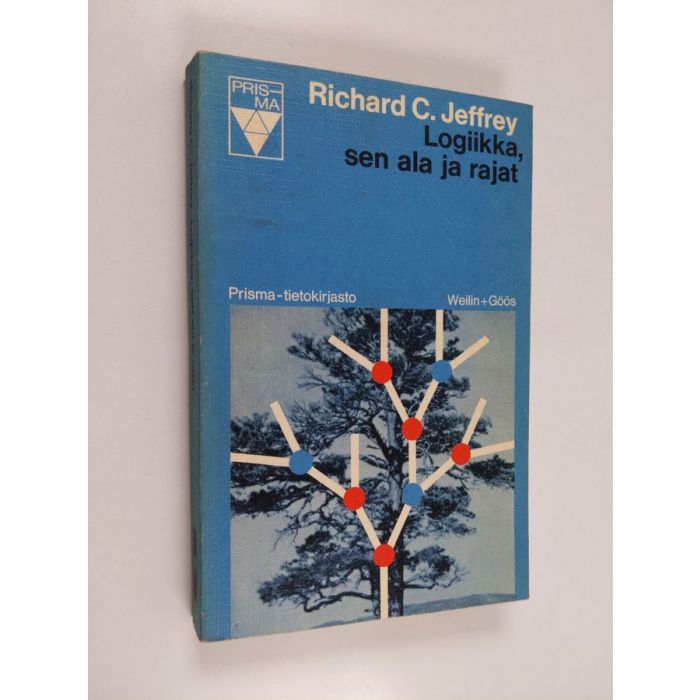 PRIS-
MA
Richard C. Jeffrey
Logiikka,
sen ala ja rajat
Prisma-tietokirjasto
Weilin+Göös